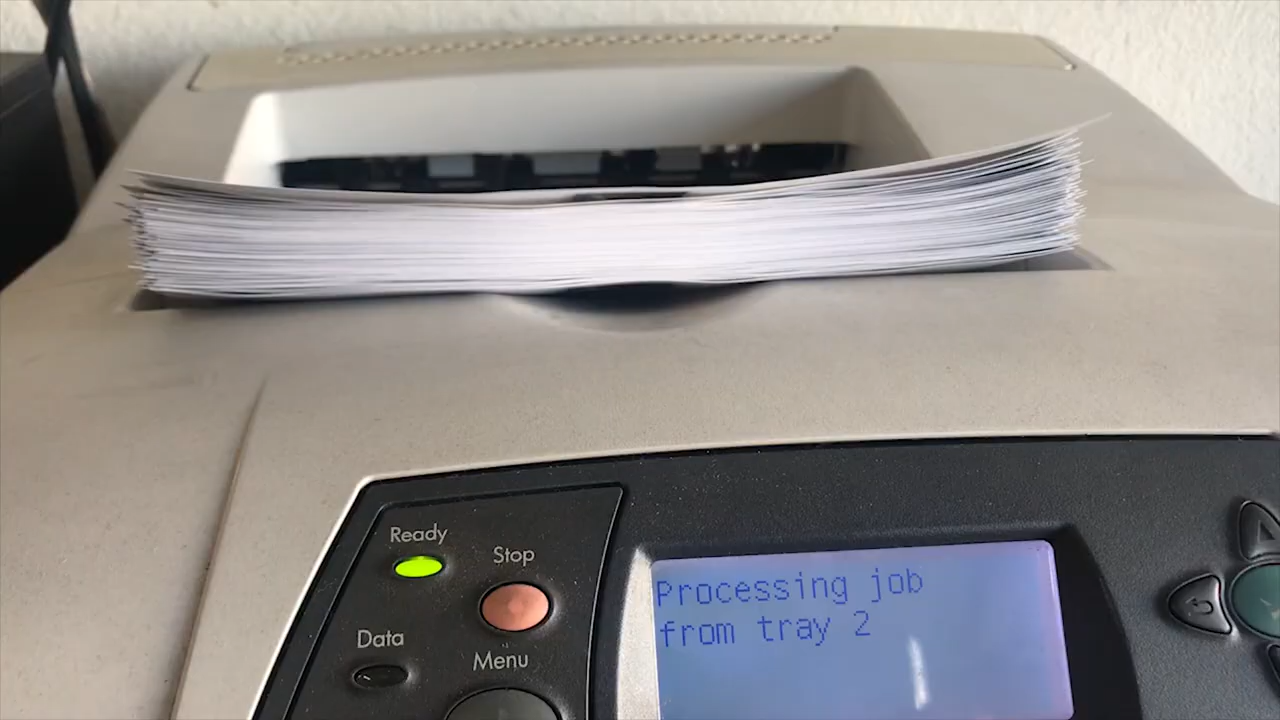 Ready
Stop
Data
Menu
Processing job
from tray 2